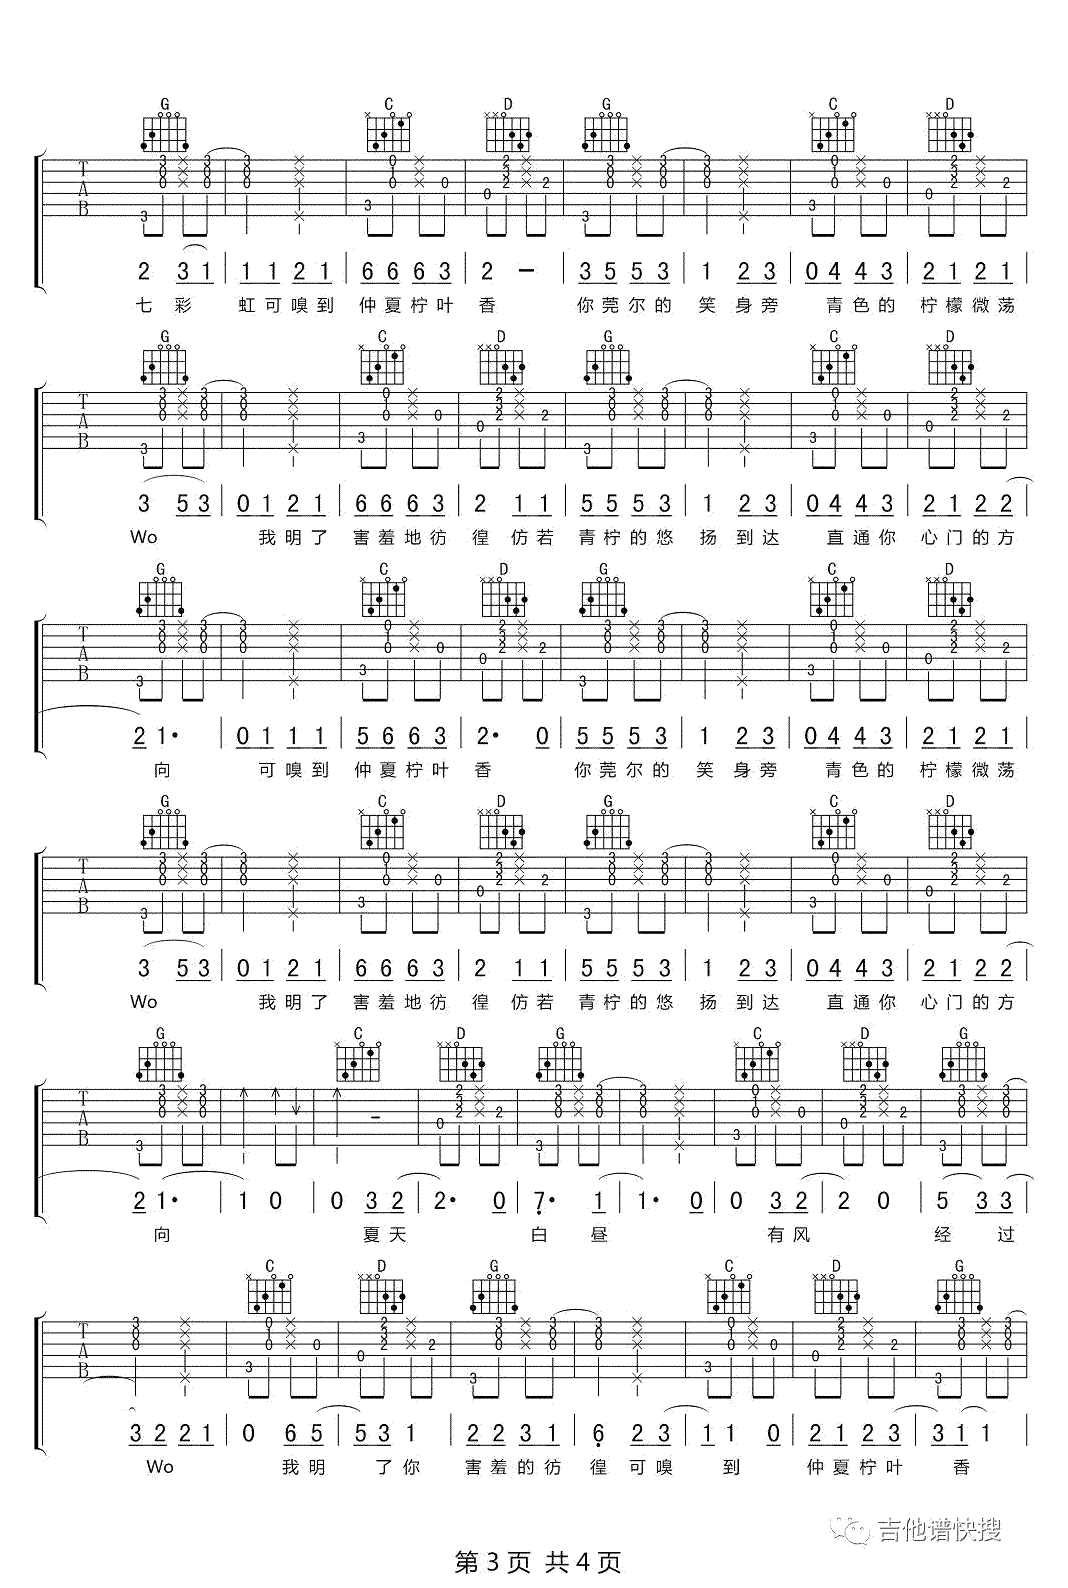 G C D G C D
2 3 1 1 1 2 1 6 6 6 3 2 – 3 5 5 3 1 2 3 0 4 4 3 2 1 2 1
七 彩 虹 可 嗅 到 仲 夏 柠 叶 香 你 莞 尔 的 笑 身 旁 青 色 的 柠 檬 微 荡
G C D G C D
3 5 3 0 1 2 1 6 6 6 3 2 1 1 5 5 5 3 1 2 3 0 4 4 3 2 1 2 2
Wo 我 明 了 害 羞 地 彷 徨 仿 若 青 柠 的 悠 扬 到 达 直 通 你 心 门 的 方
G C D G C D
2 1· 0 1 1 1 5 6 6 3 2· 0 5 5 5 3 1 2 3 0 4 4 3 2 1 2 1
向 可 嗅 到 仲 夏 柠 叶 香 你 莞 尔 的 笑 身 旁 青 色 的 柠 檬 微 荡
G C D G C D
3 5 3 0 1 2 1 6 6 6 3 2 1 1 5 5 5 3 1 2 3 0 4 4 3 2 1 2 2
Wo 我 明 了 害 羞 地 彷 徨 仿 若 青 柠 的 悠 扬 到 达 直 通 你 心 门 的 方
G C D G C D G
2 1· 1 0 0 3 2 2· 0 7· 1 1· 0 0 3 2 2 0 5 3 3
向 夏 天 白 昼 有 风 经 过
C D G C D G
3 2 2 1 0 6 5 5 3 1 2 2 3 1 6 2 3 1 1 0 2 1 2 3 3 1 1
Wo 我 明 了 你 害 羞 的 彷 徨 可 嗅 到 仲 夏 柠 叶 香
吉他谱快搜
第 3 页 共 4 页